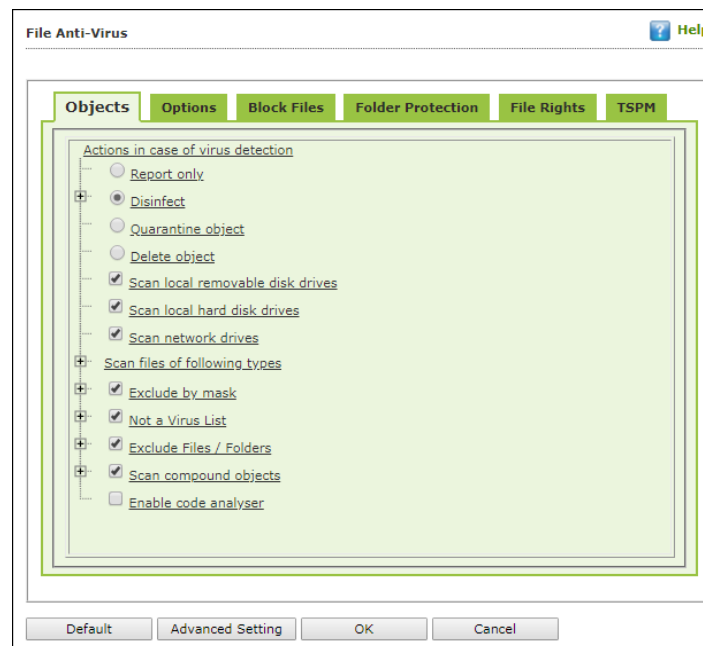 File Anti-Virus
Help
Objects Options Block Files Folder Protection File Rights TSPM
Actions in case of virus detection
Report only
Disinfect
Quarantine object
Delete object
Scan local removable disk drives
Scan local hard disk drives
Scan network drives
Scan files of following types
Exclude by mask
Not a Virus List
Exclude Files / Folders
Scan compound objects
Enable code analyser
Default Advanced Setting OK Cancel